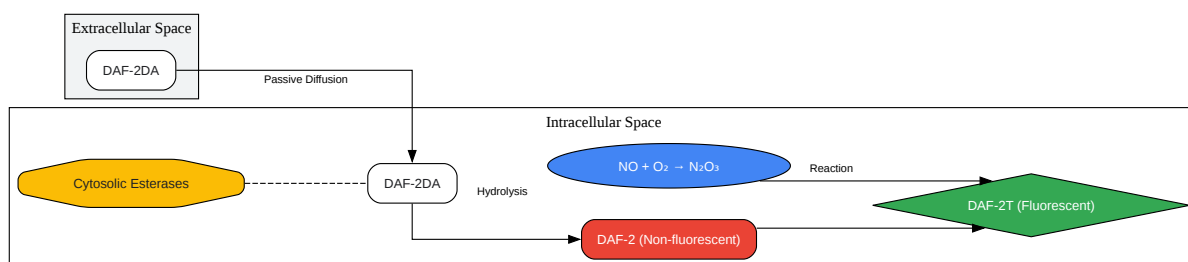 Extracellular Space
DAF-2DA
Passive Diffusion
Intracellular Space
NO + O₂ → N₂O₃
Reaction
Cytosolic Esterases
DAF-2DA
Hydrolysis
DAF-2T (Fluorescent)
DAF-2 (Non-fluorescent)